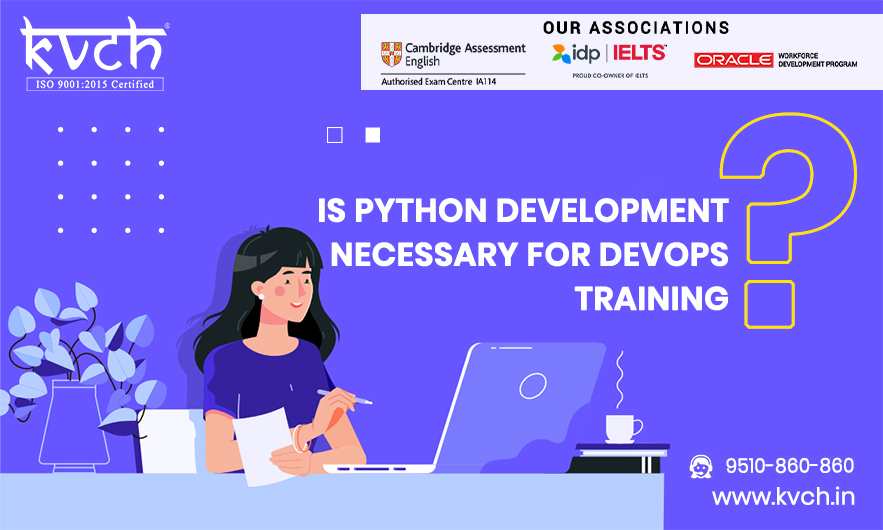 kvch®
ISO 9001:2015 Certified
OUR ASSOCIATIONS
Cambridge Assessment
English
Authorised Exam Centre IA114
idp | IELTS™
PROUD CO-OWNER OF IELTS
ORACLE
WORKFORCE
DEVELOPMENT PROGRAM
IS PYTHON DEVELOPMENT
NECESSARY FOR DEVOPS
TRAINING
?
9510-860-860
www.kvch.in